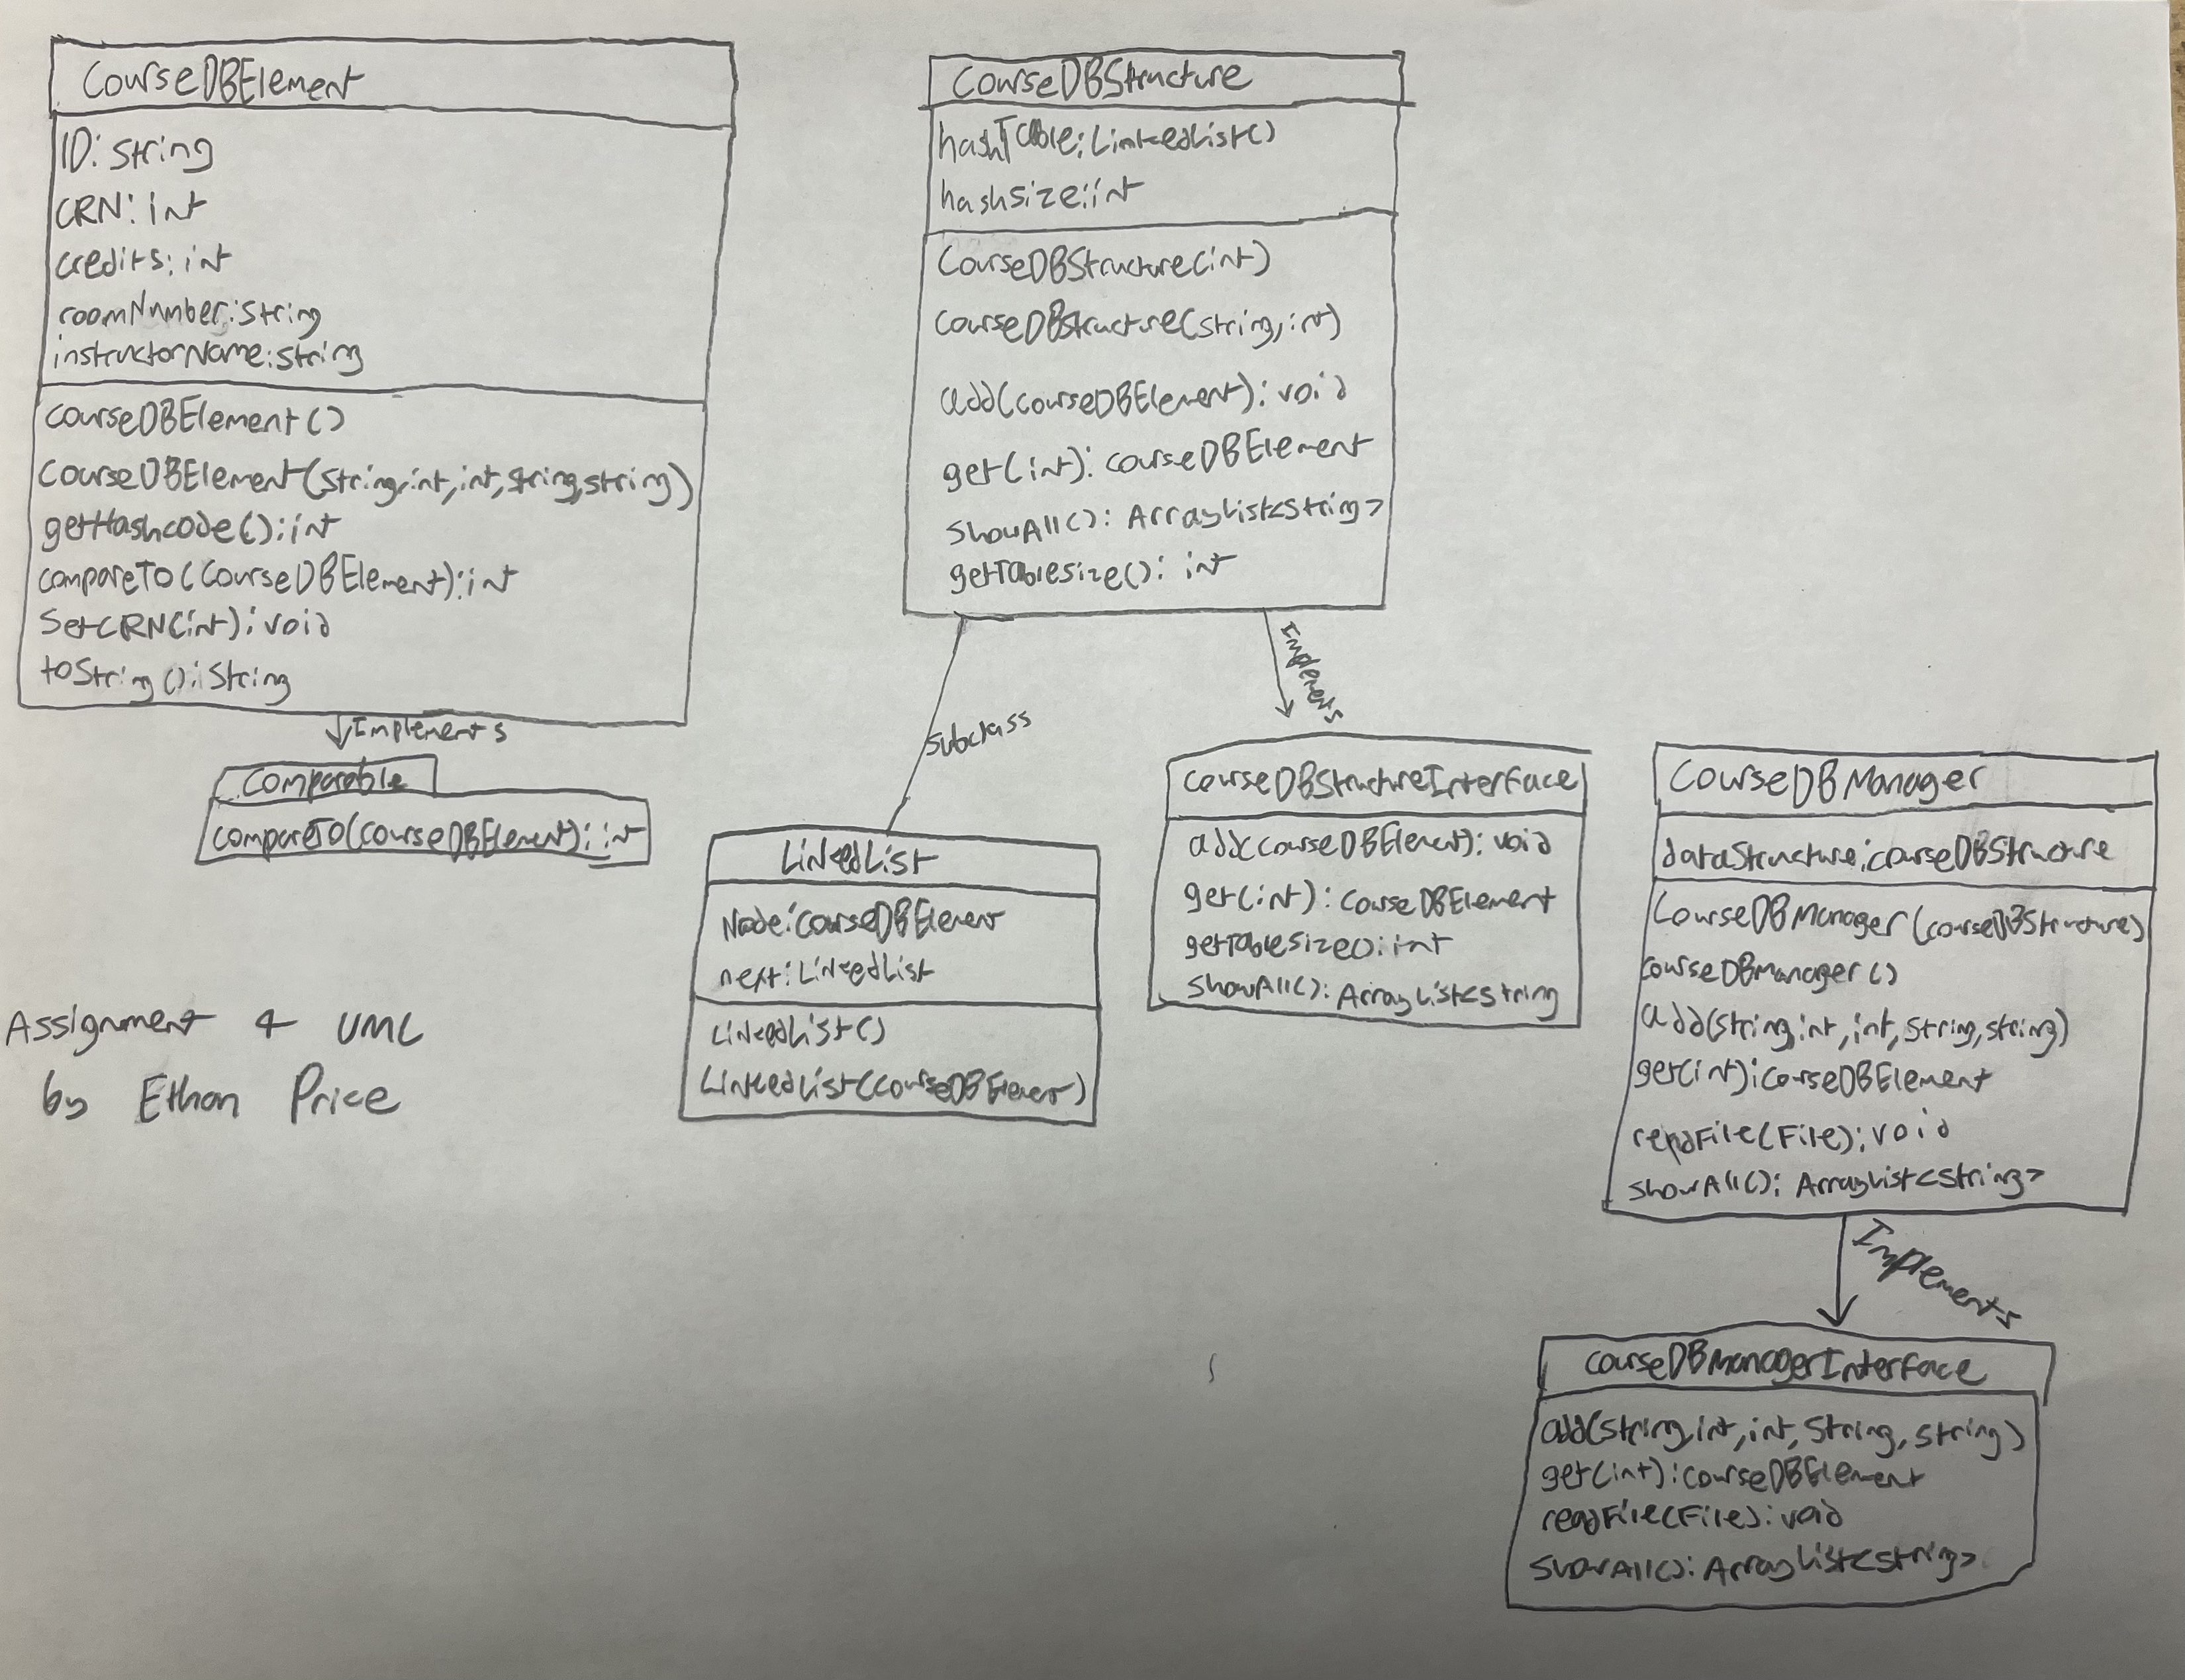 CourseDBElement
ID: String
CRN: int
credits: int
roomNumber: String
instructorName: String
courseDBElement()
CourseDBElement(String, int, int, String, String)
getHashcode(): int
compareTo(CourseDBElement): int
SetCRN(int): void
toString(): String
Implements
Comparable
compareTo(CourseDBElement): int
CourseDBStructure
hashTable: LinkedList()
hashsize: int
CourseDBStructure(int)
courseDBStructure(String, int)
add(courseDBElement): void
get(int): courseDBElement
showAll(): ArrayList<String>
getTableSize(): int
Subclass
Implements
LinkedList
Node: CourseDBElement
next: LinkedList
LinkedList()
LinkedList(CourseDBElement)
courseDBStructureInterface
add(courseDBElement): void
get(int): courseDBElement
getTableSize(): int
showAll(): ArrayList<String
CourseDBManager
dataStructure: courseDBStructure
CourseDBManager(courseDBStructure)
courseDBmanager()
add(String, int, int, String, String)
get(int): courseDBElement
readFile(File): void
showAll(): ArrayList<String>
Implements
courseDBManagerInterface
add(String, int, int, String, String)
get(int): courseDBElement
readFile(File): void
showAll(): ArrayList<String>
Assignment 4 UML
by Ethan Price